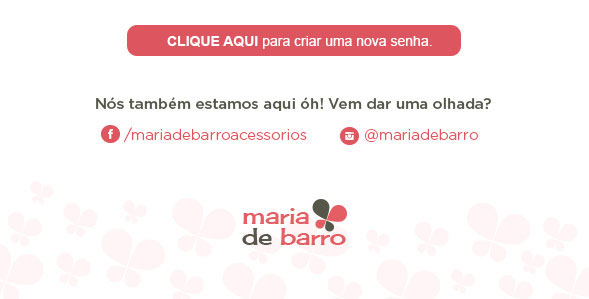 CLIQUE AQUI para criar uma nova senha.
Nós também estamos aqui óh! Vem dar uma olhada?
/mariadebarroacessorios @mariadebarro
maria
de barro